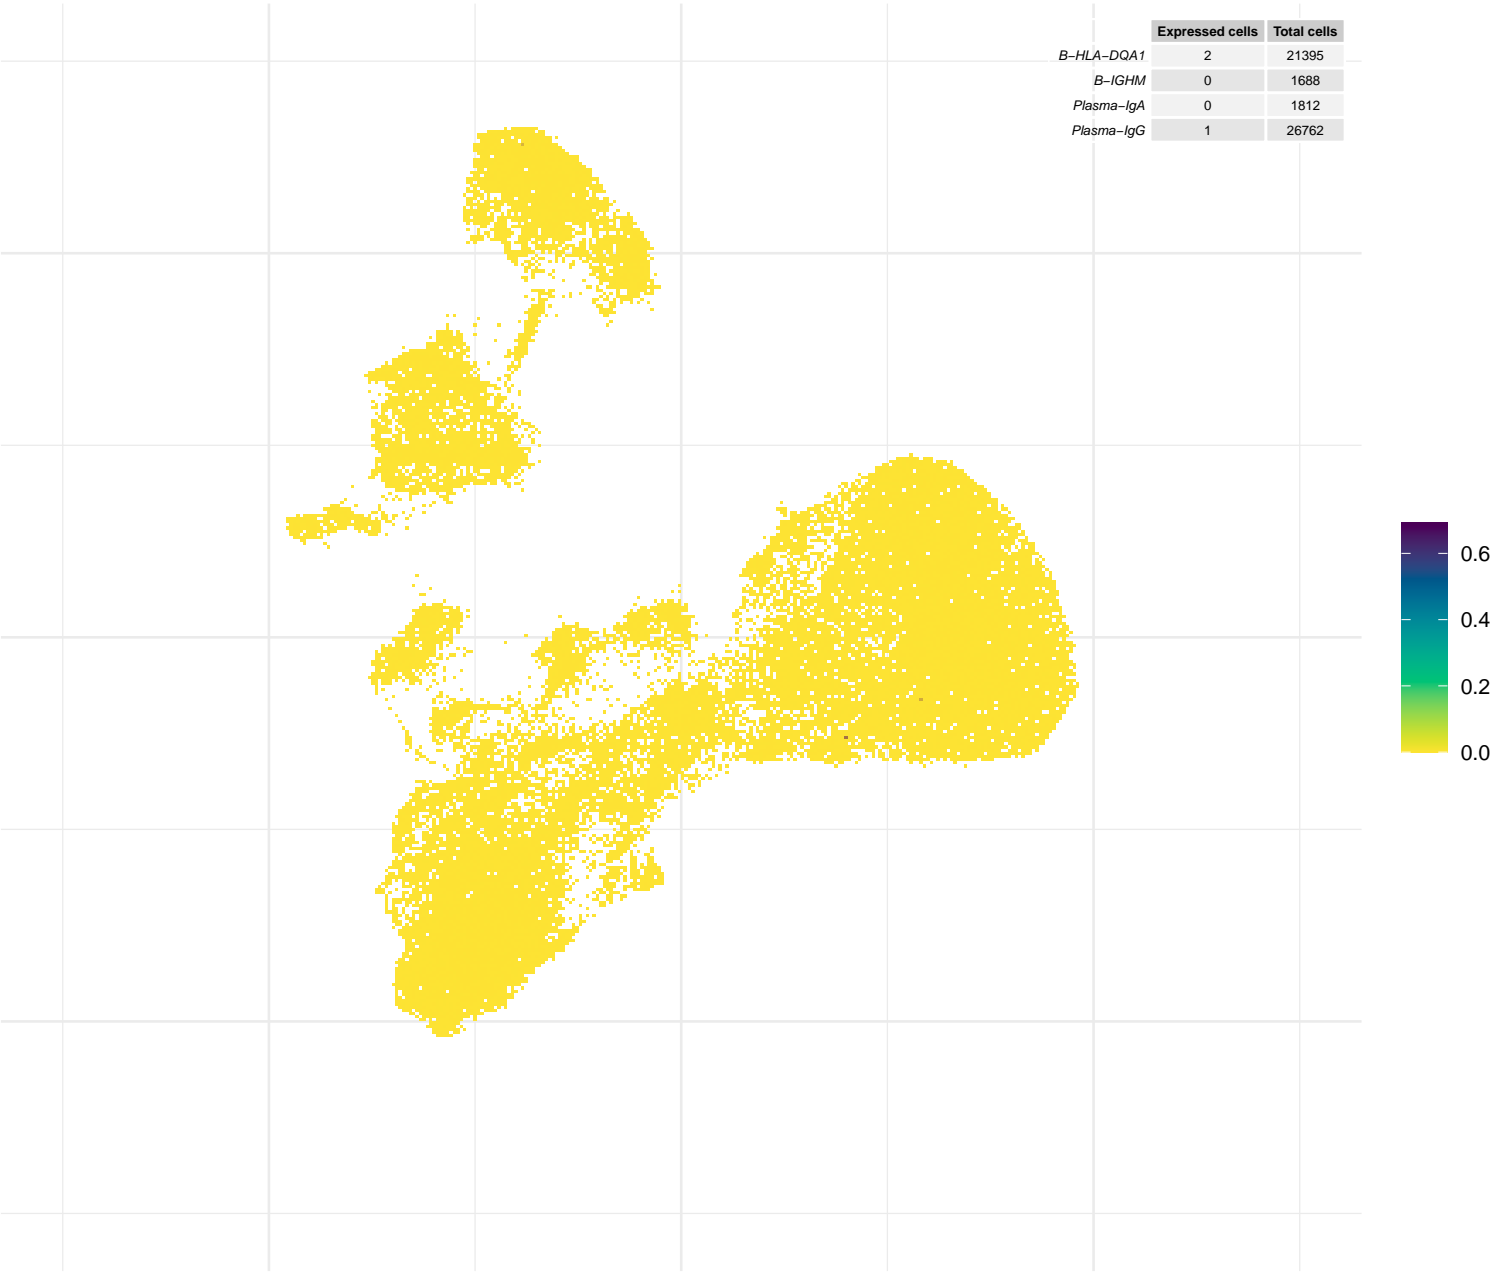 Expressed cells Total cells
B−HLA−DQA1 2 21395
B−IGHM 0 1688
Plasma−IgA 0 1812
Plasma−IgG 1 26762
0.6
0.4
0.2
0.0